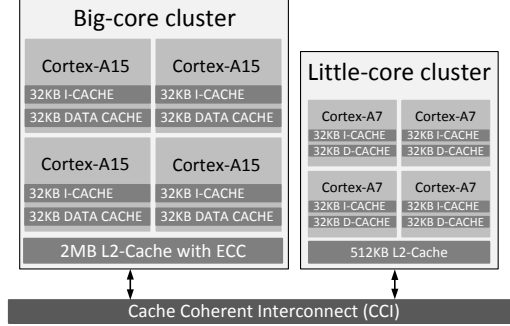 Big-core cluster
Cortex-A15 Cortex-A15
32KB I-CACHE 32KB I-CACHE
32KB DATA CACHE 32KB DATA CACHE
Cortex-A15 Cortex-A15
32KB I-CACHE 32KB I-CACHE
32KB DATA CACHE 32KB DATA CACHE
2MB L2-Cache with ECC
Little-core cluster
Cortex-A7 Cortex-A7
32KB I-CACHE 32KB I-CACHE
32KB D-CACHE 32KB D-CACHE
Cortex-A7 Cortex-A7
32KB I-CACHE 32KB I-CACHE
32KB D-CACHE 32KB D-CACHE
512KB L2-Cache
Cache Coherent Interconnect (CCI)